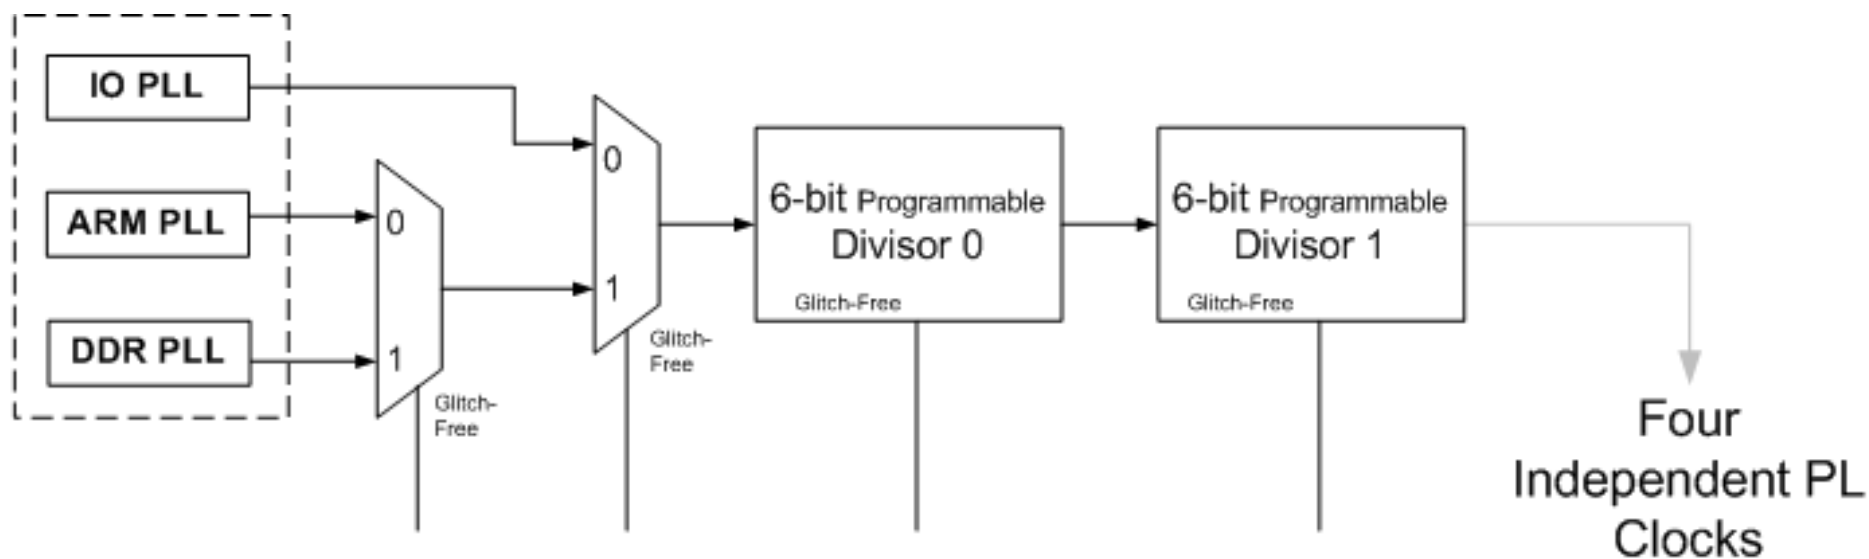 IO PLL
ARM PLL
DDR PLL
0
1
Glitch-
Free
0
1
Glitch-
Free
6-bit Programmable
Divisor 0
Glitch-Free
6-bit Programmable
Divisor 1
Glitch-Free
Four
Independent PL
Clocks